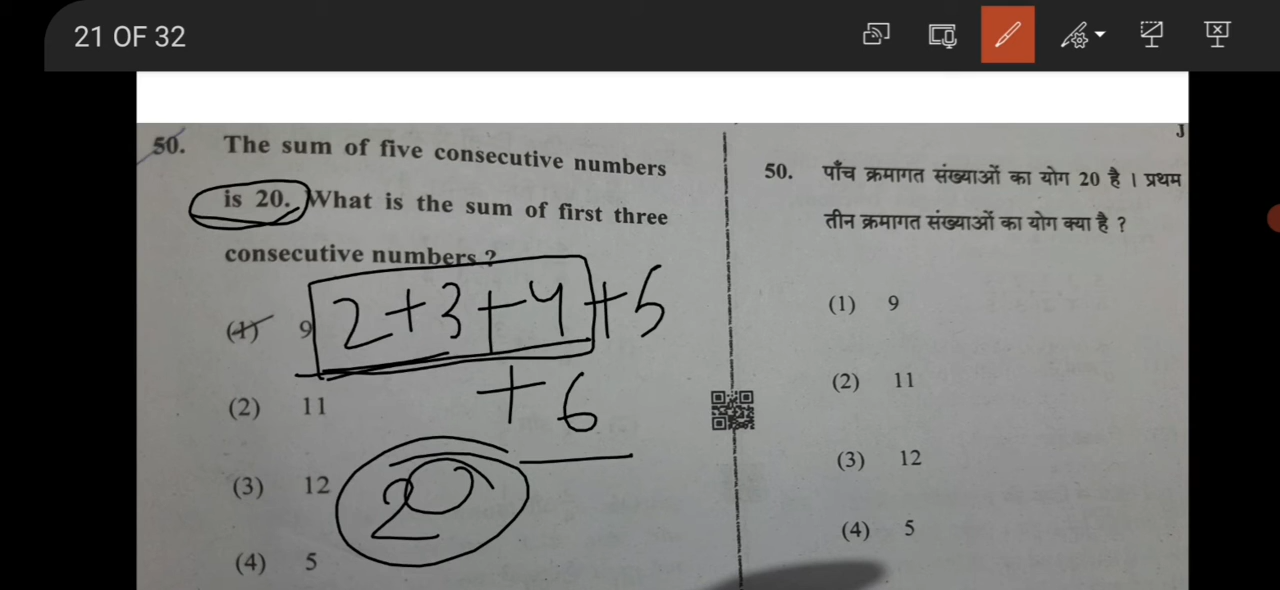 21 OF 32
J
50. The sum of five consecutive numbers
is 20. What is the sum of first three
consecutive numbers ?
2+3+4+5
+6
20
(1) 9
(2) 11
(3) 12
(4) 5
50. पाँच क्रमागत संख्याओं का योग 20 है । प्रथम
तीन क्रमागत संख्याओं का योग क्या है ?
(1) 9
(2) 11
(3) 12
(4) 5